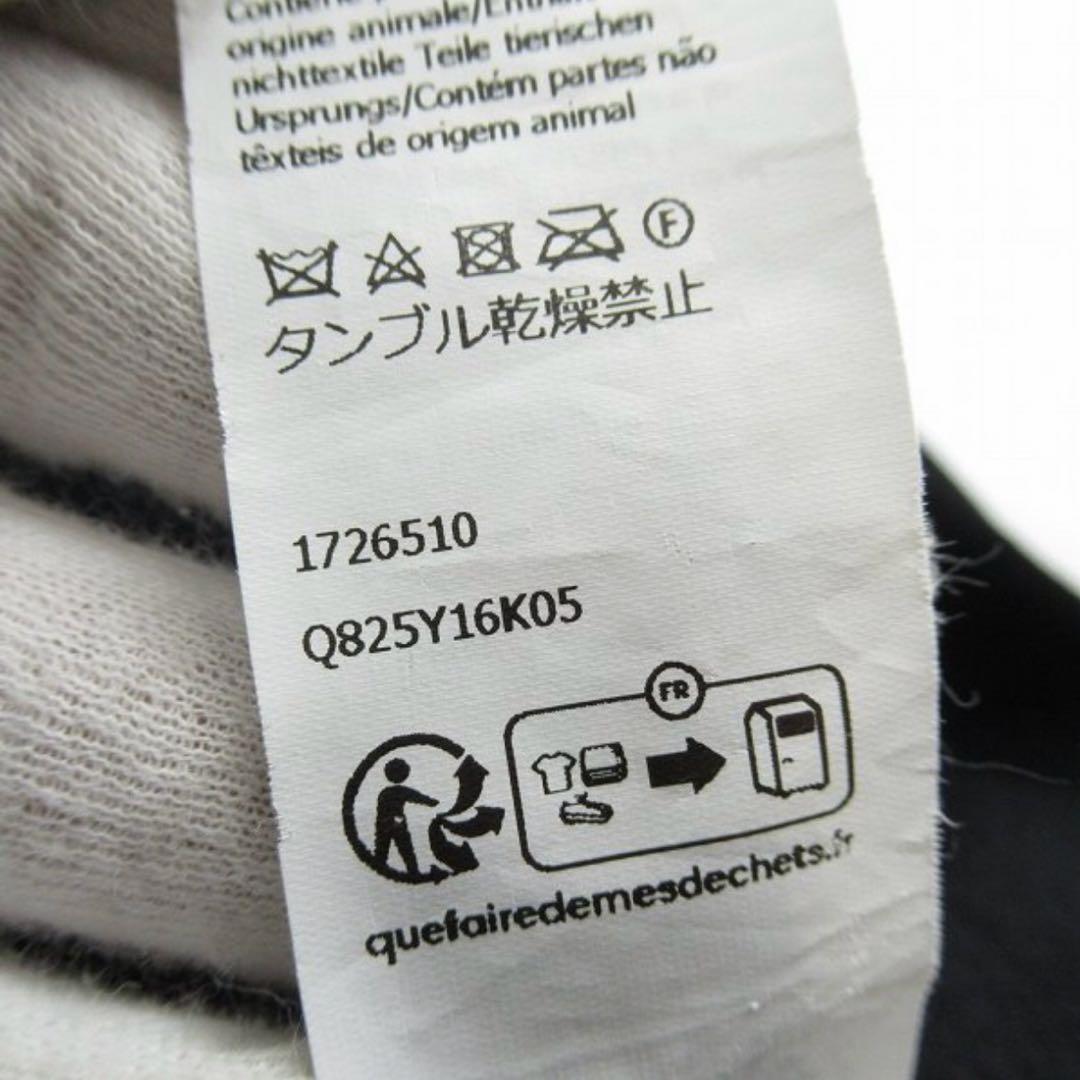 Contient
origine animale/Enthält
nichttextile Teile tierischen
Ursprungs/Contém partes não
têxteis de origem animal
F
タンブル乾燥禁止
1726510
Q825Y16K05
FR
quefairedemesdechets.fr